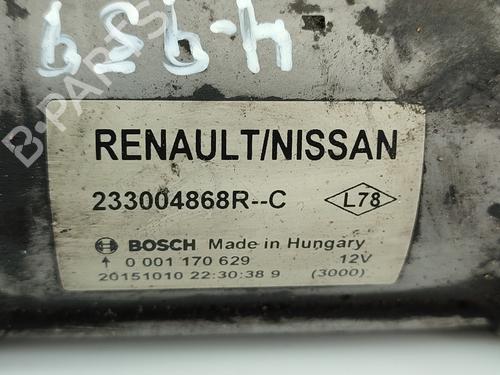 B-PARTS
RENAULT/NISSAN
233004868R--C
L78
BOSCH Made in Hungary
0 001 170 629 12V
20151010 22:30:38 9 (3000)